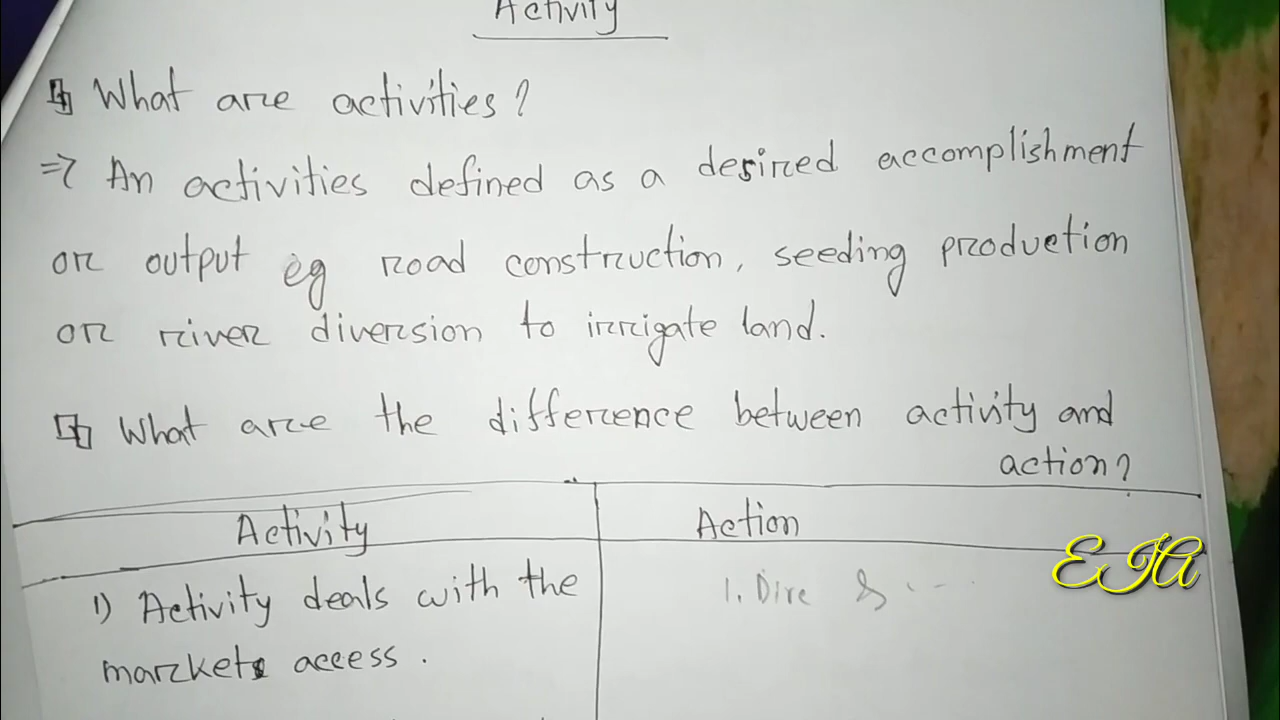 Activity
What are activities?
=> An activities defined as a desired accomplishment
or output eg road construction, seeding production
or river diversion to irrigate land.
What are the difference between activity and
action?
Activity
Action
1) Activity deals with the
markets access.
1. Dire
EIA